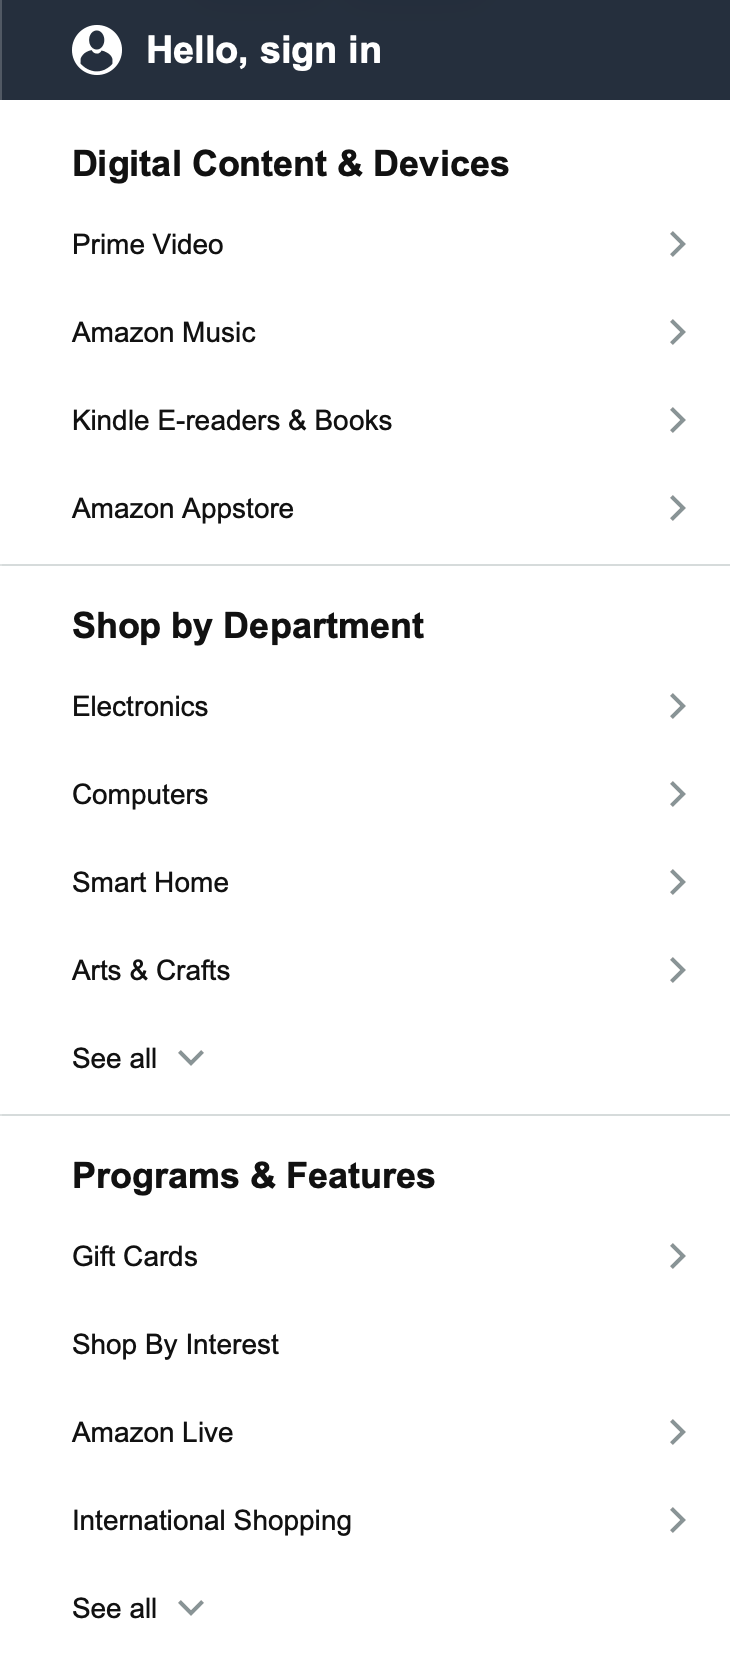 Hello, sign in
Digital Content & Devices
Prime Video
Amazon Music
Kindle E-readers & Books
Amazon Appstore
Shop by Department
Electronics
Computers
Smart Home
Arts & Crafts
See all
Programs & Features
Gift Cards
Shop By Interest
Amazon Live
International Shopping
See all